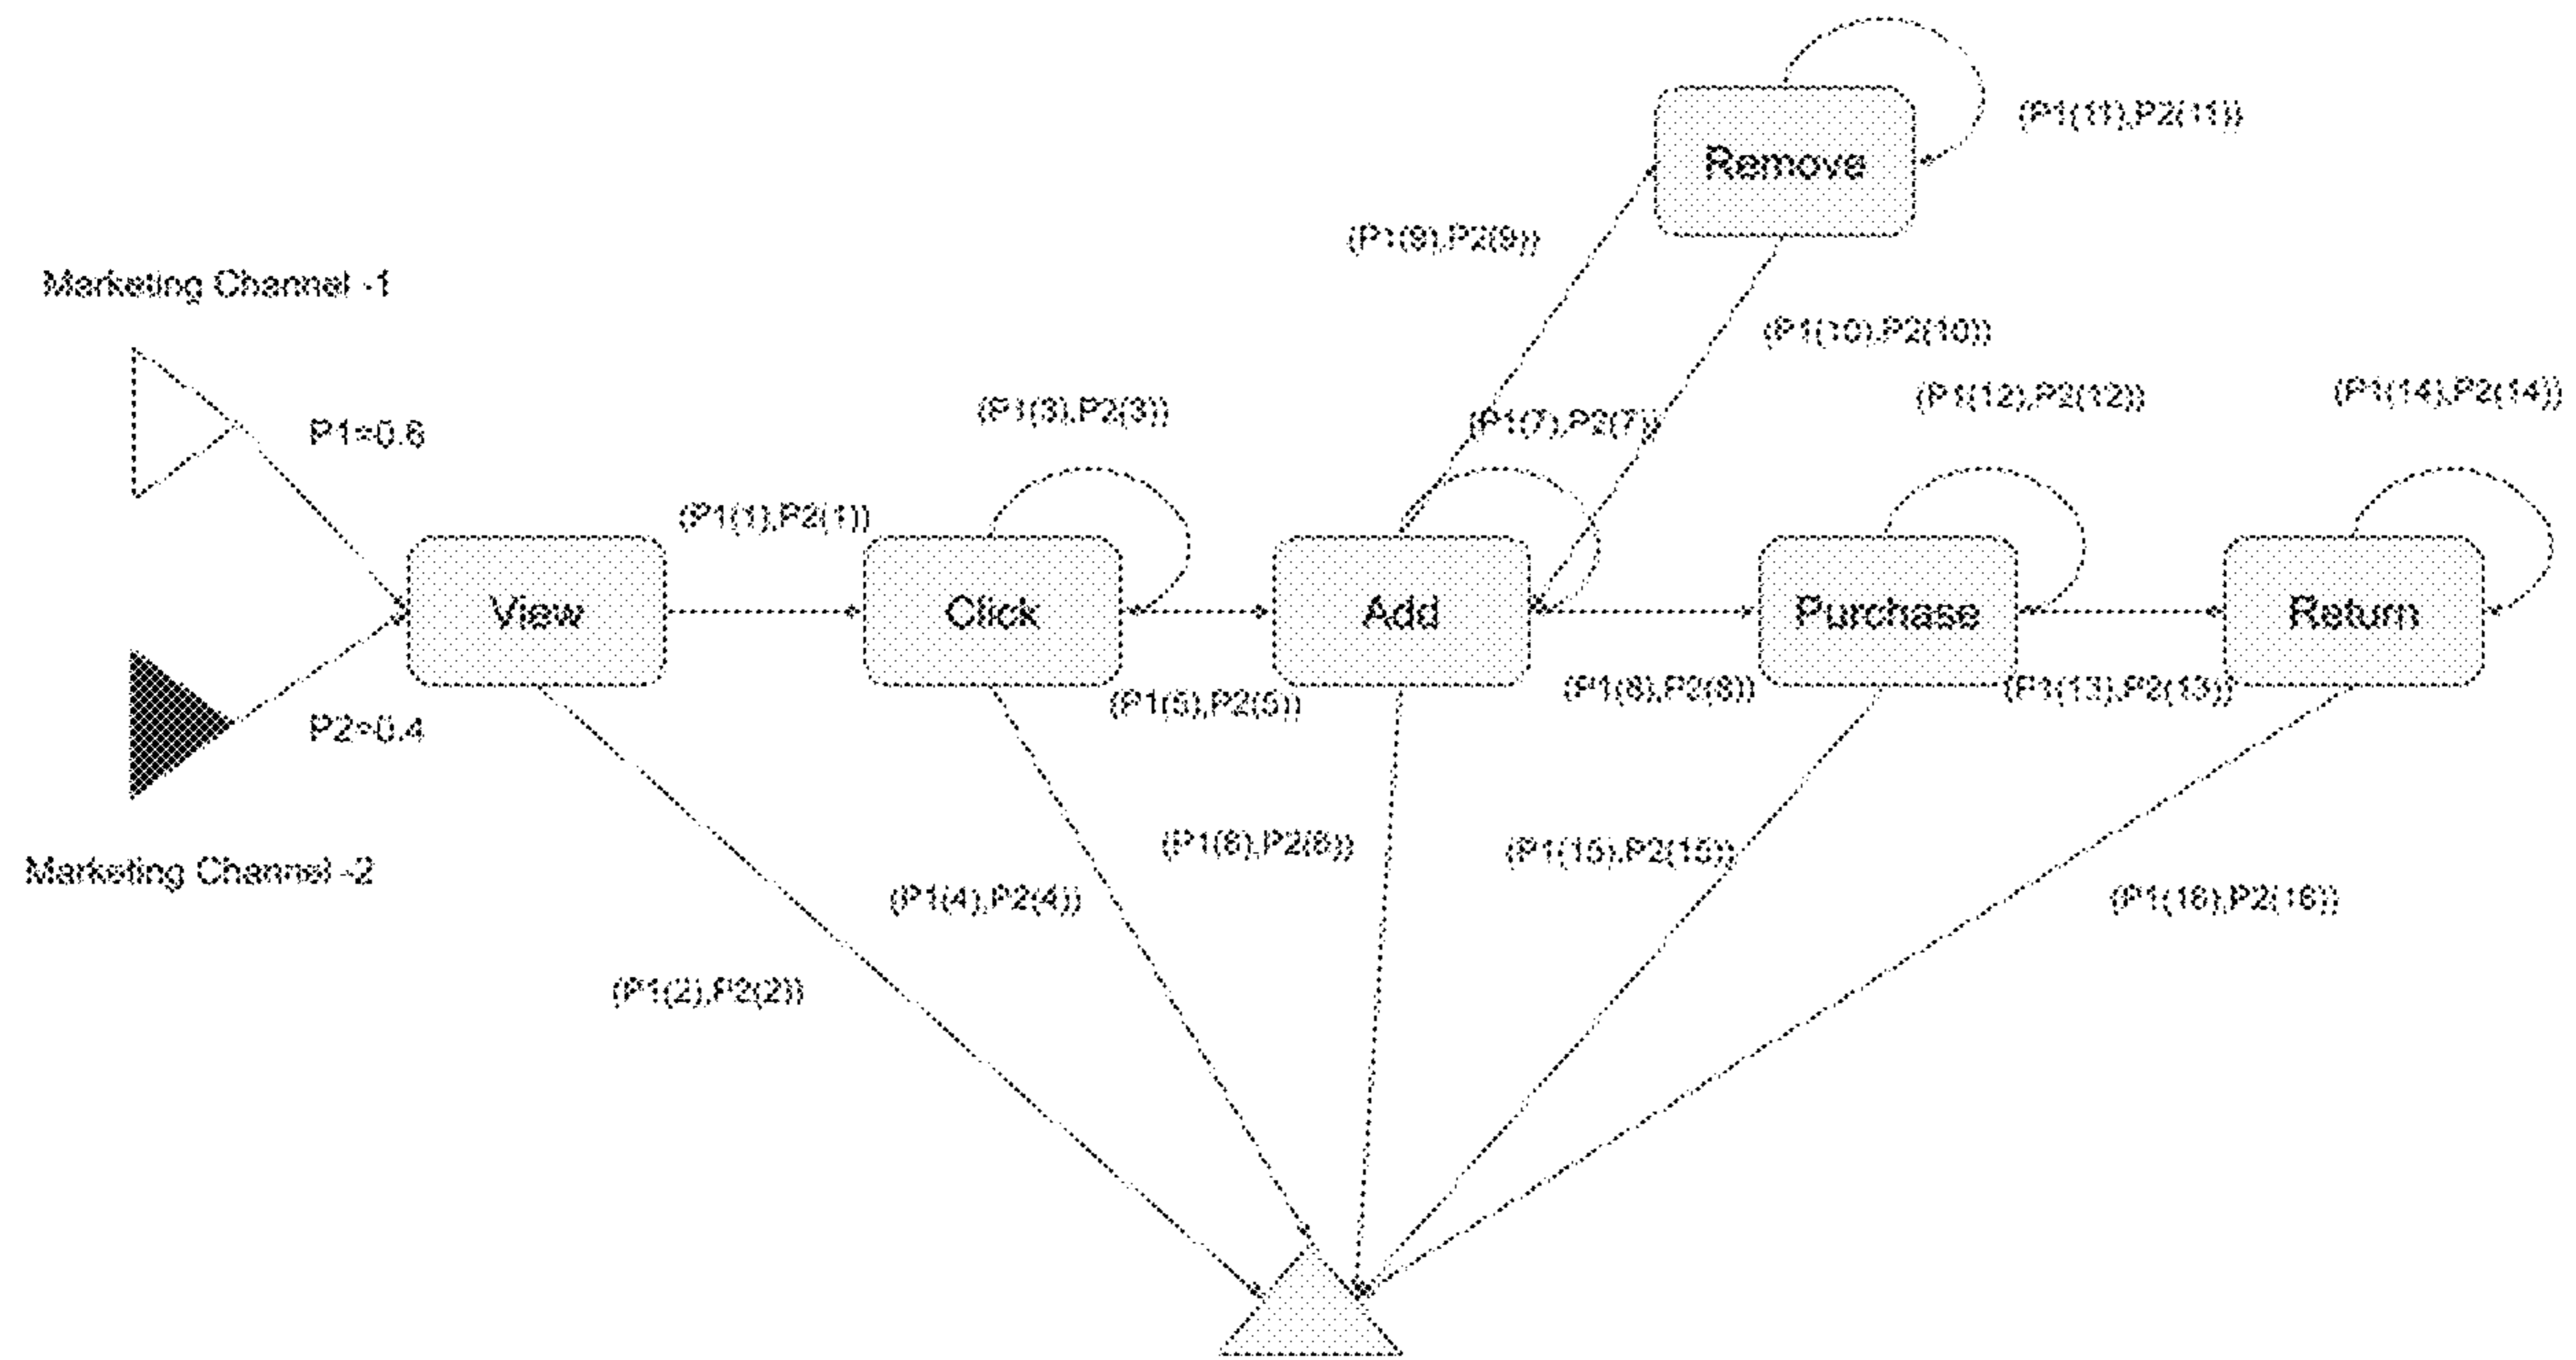 Remove
(P1(11),P2(11))
(P1(9),P2(9))
Marketing Channel -1
(P1(10),P2(10))
(P1(3),P2(3))
(P1(7),P2(7))
(P1(12),P2(12))
(P1(14),P2(14))
P1=0.6
(P1(1),P2(1))
View
Click
Add
Purchase
Return
(P1(5),P2(5))
(P1(8),P2(8))
(P1(13),P2(13))
P2=0.4
(P1(6),P2(6))
(P1(15),P2(15))
Marketing Channel -2
(P1(4),P2(4))
(P1(16),P2(16))
(P1(2),P2(2))